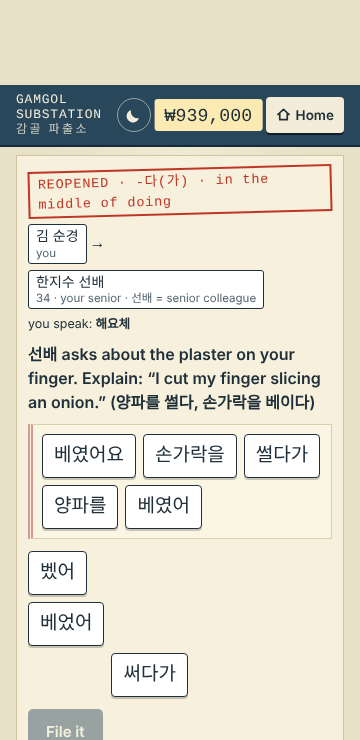 GAMGOL
SUBSTATION
감골 파출소
₩939,000
Home
REOPENED · -다(가) · in the
middle of doing
김 순경
you
→
한지수 선배
34 · your senior · 선배 = senior colleague
you speak: 해요체
선배 asks about the plaster on your
finger. Explain: “I cut my finger slicing
an onion.” (양파를 썰다, 손가락을 베이다)
베였어요 손가락을 썰다가
양파를 베였어
벴어
베었어
써다가
File it